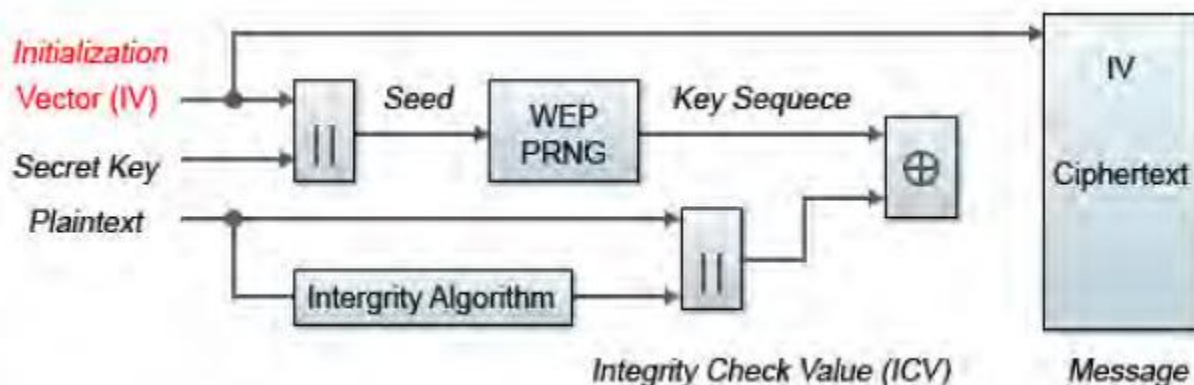 Initialization
Vector (IV)
Secret Key
Plaintext
||
Seed
WEP
PRNG
Key Sequece
⊕
Intergrity Algorithm
||
Integrity Check Value (ICV)
IV
Ciphertext
Message